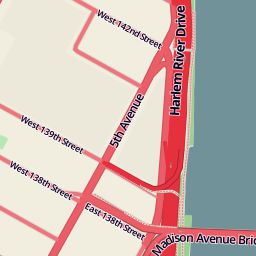 West 142nd Street
Harlem River Drive
5th Avenue
West 139th Street
West 138th Street
East 138th Street
Madison Avenue Bri